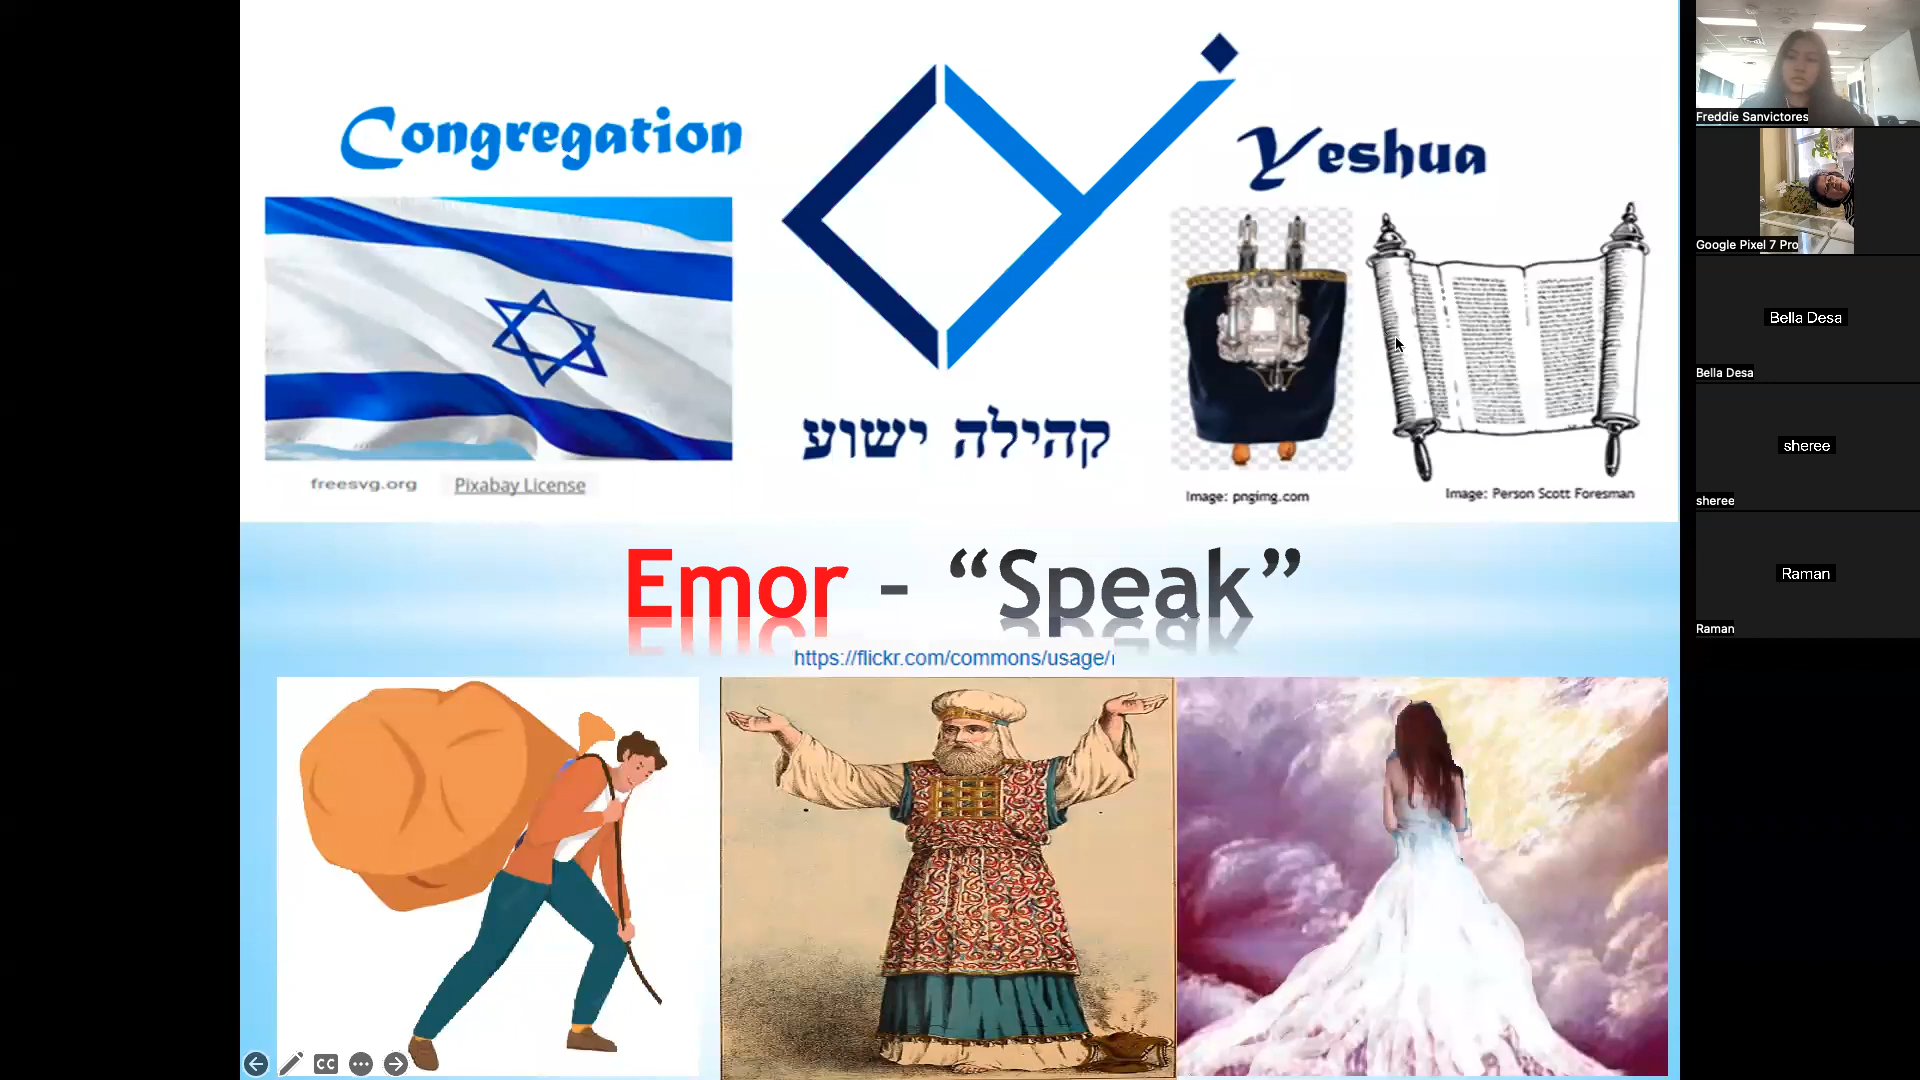 Congregation
Yeshua
קהילה ישוע
freesvg.org
Pixabay License
Image: pngimg.com
Image: Person Scott Foresman
Emor - “Speak”
https://flickr.com/commons/usage/
CC
Freddie Sanvictores
Google Pixel 7 Pro
Bella Desa
Bella Desa
sheree
sheree
Raman
Raman